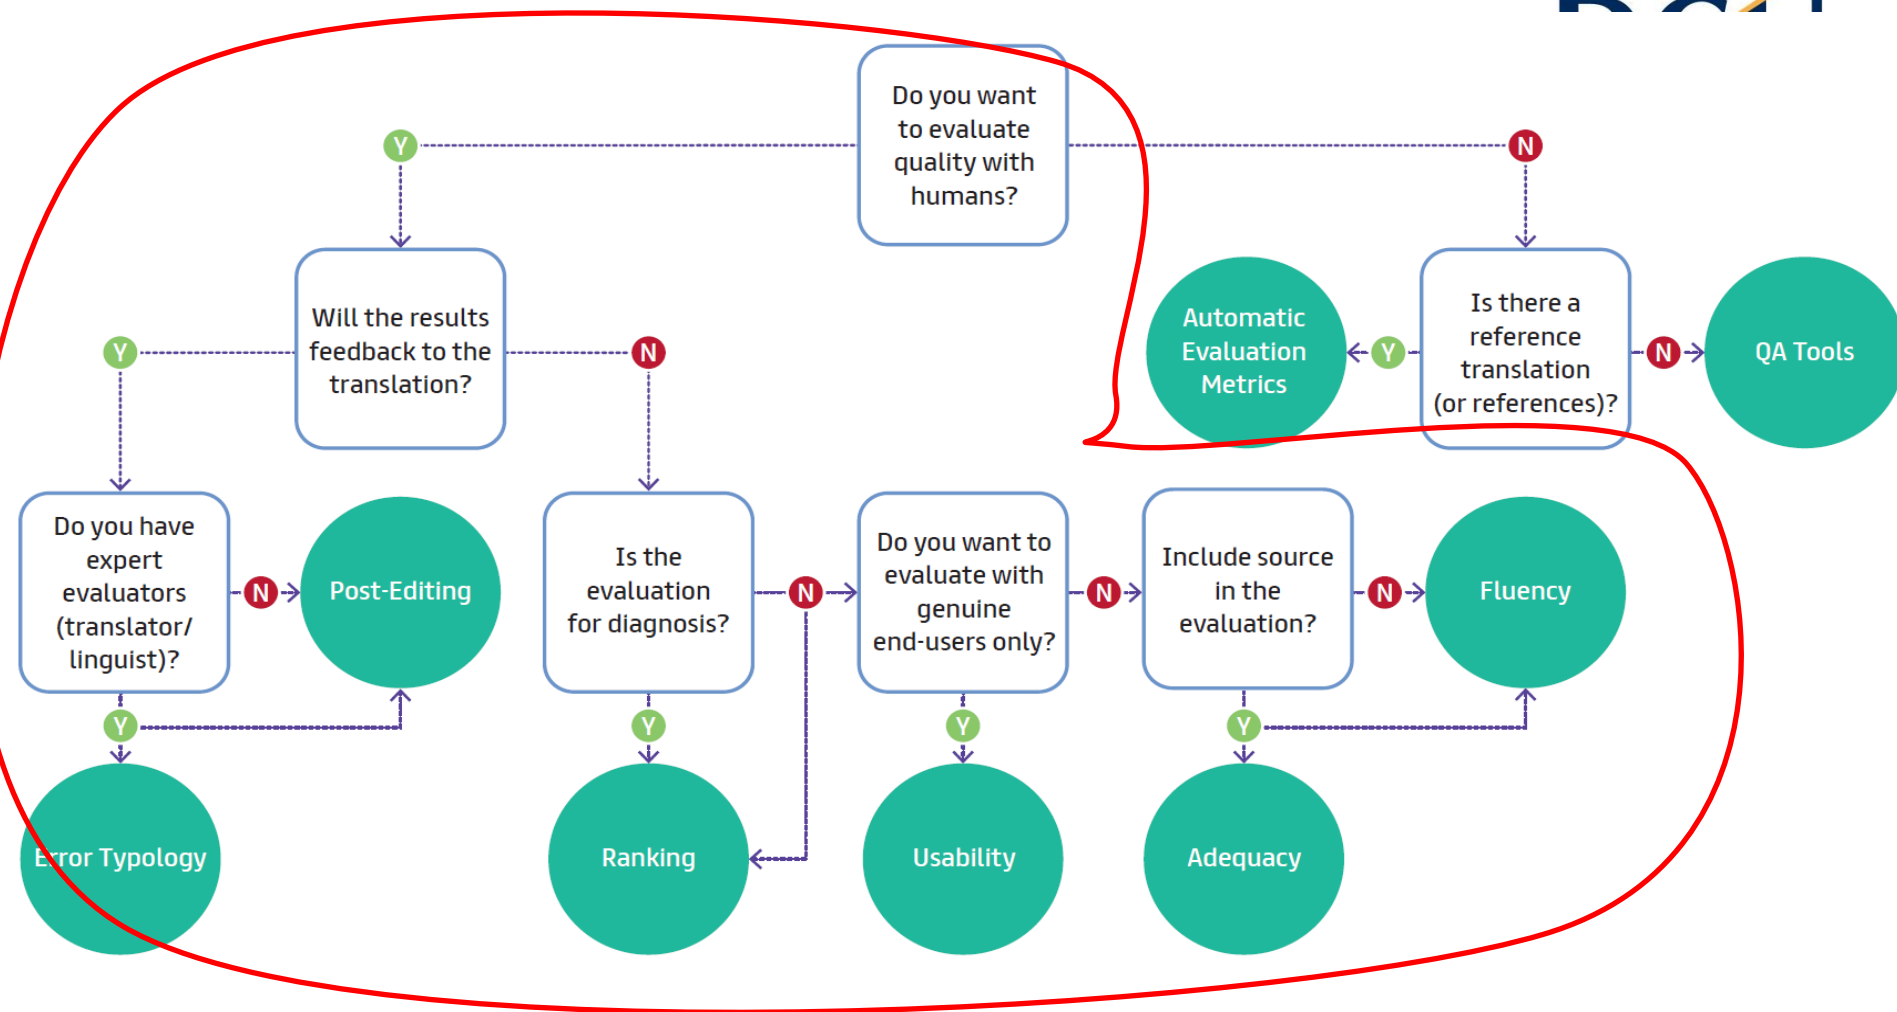 Do you want
to evaluate
quality with
humans?
Y
N
Will the results
feedback to the
translation?
Automatic
Evaluation
Metrics
Y
Is there a
reference
translation
(or references)?
N
QA Tools
Y
N
Do you have
expert
evaluators
(translator/
linguist)?
N
Post-Editing
Is the
evaluation
for diagnosis?
N
Do you want to
evaluate with
genuine
end-users only?
N
Include source
in the
evaluation?
N
Fluency
Y
Y
Y
Y
Error Typology
Ranking
Usability
Adequacy